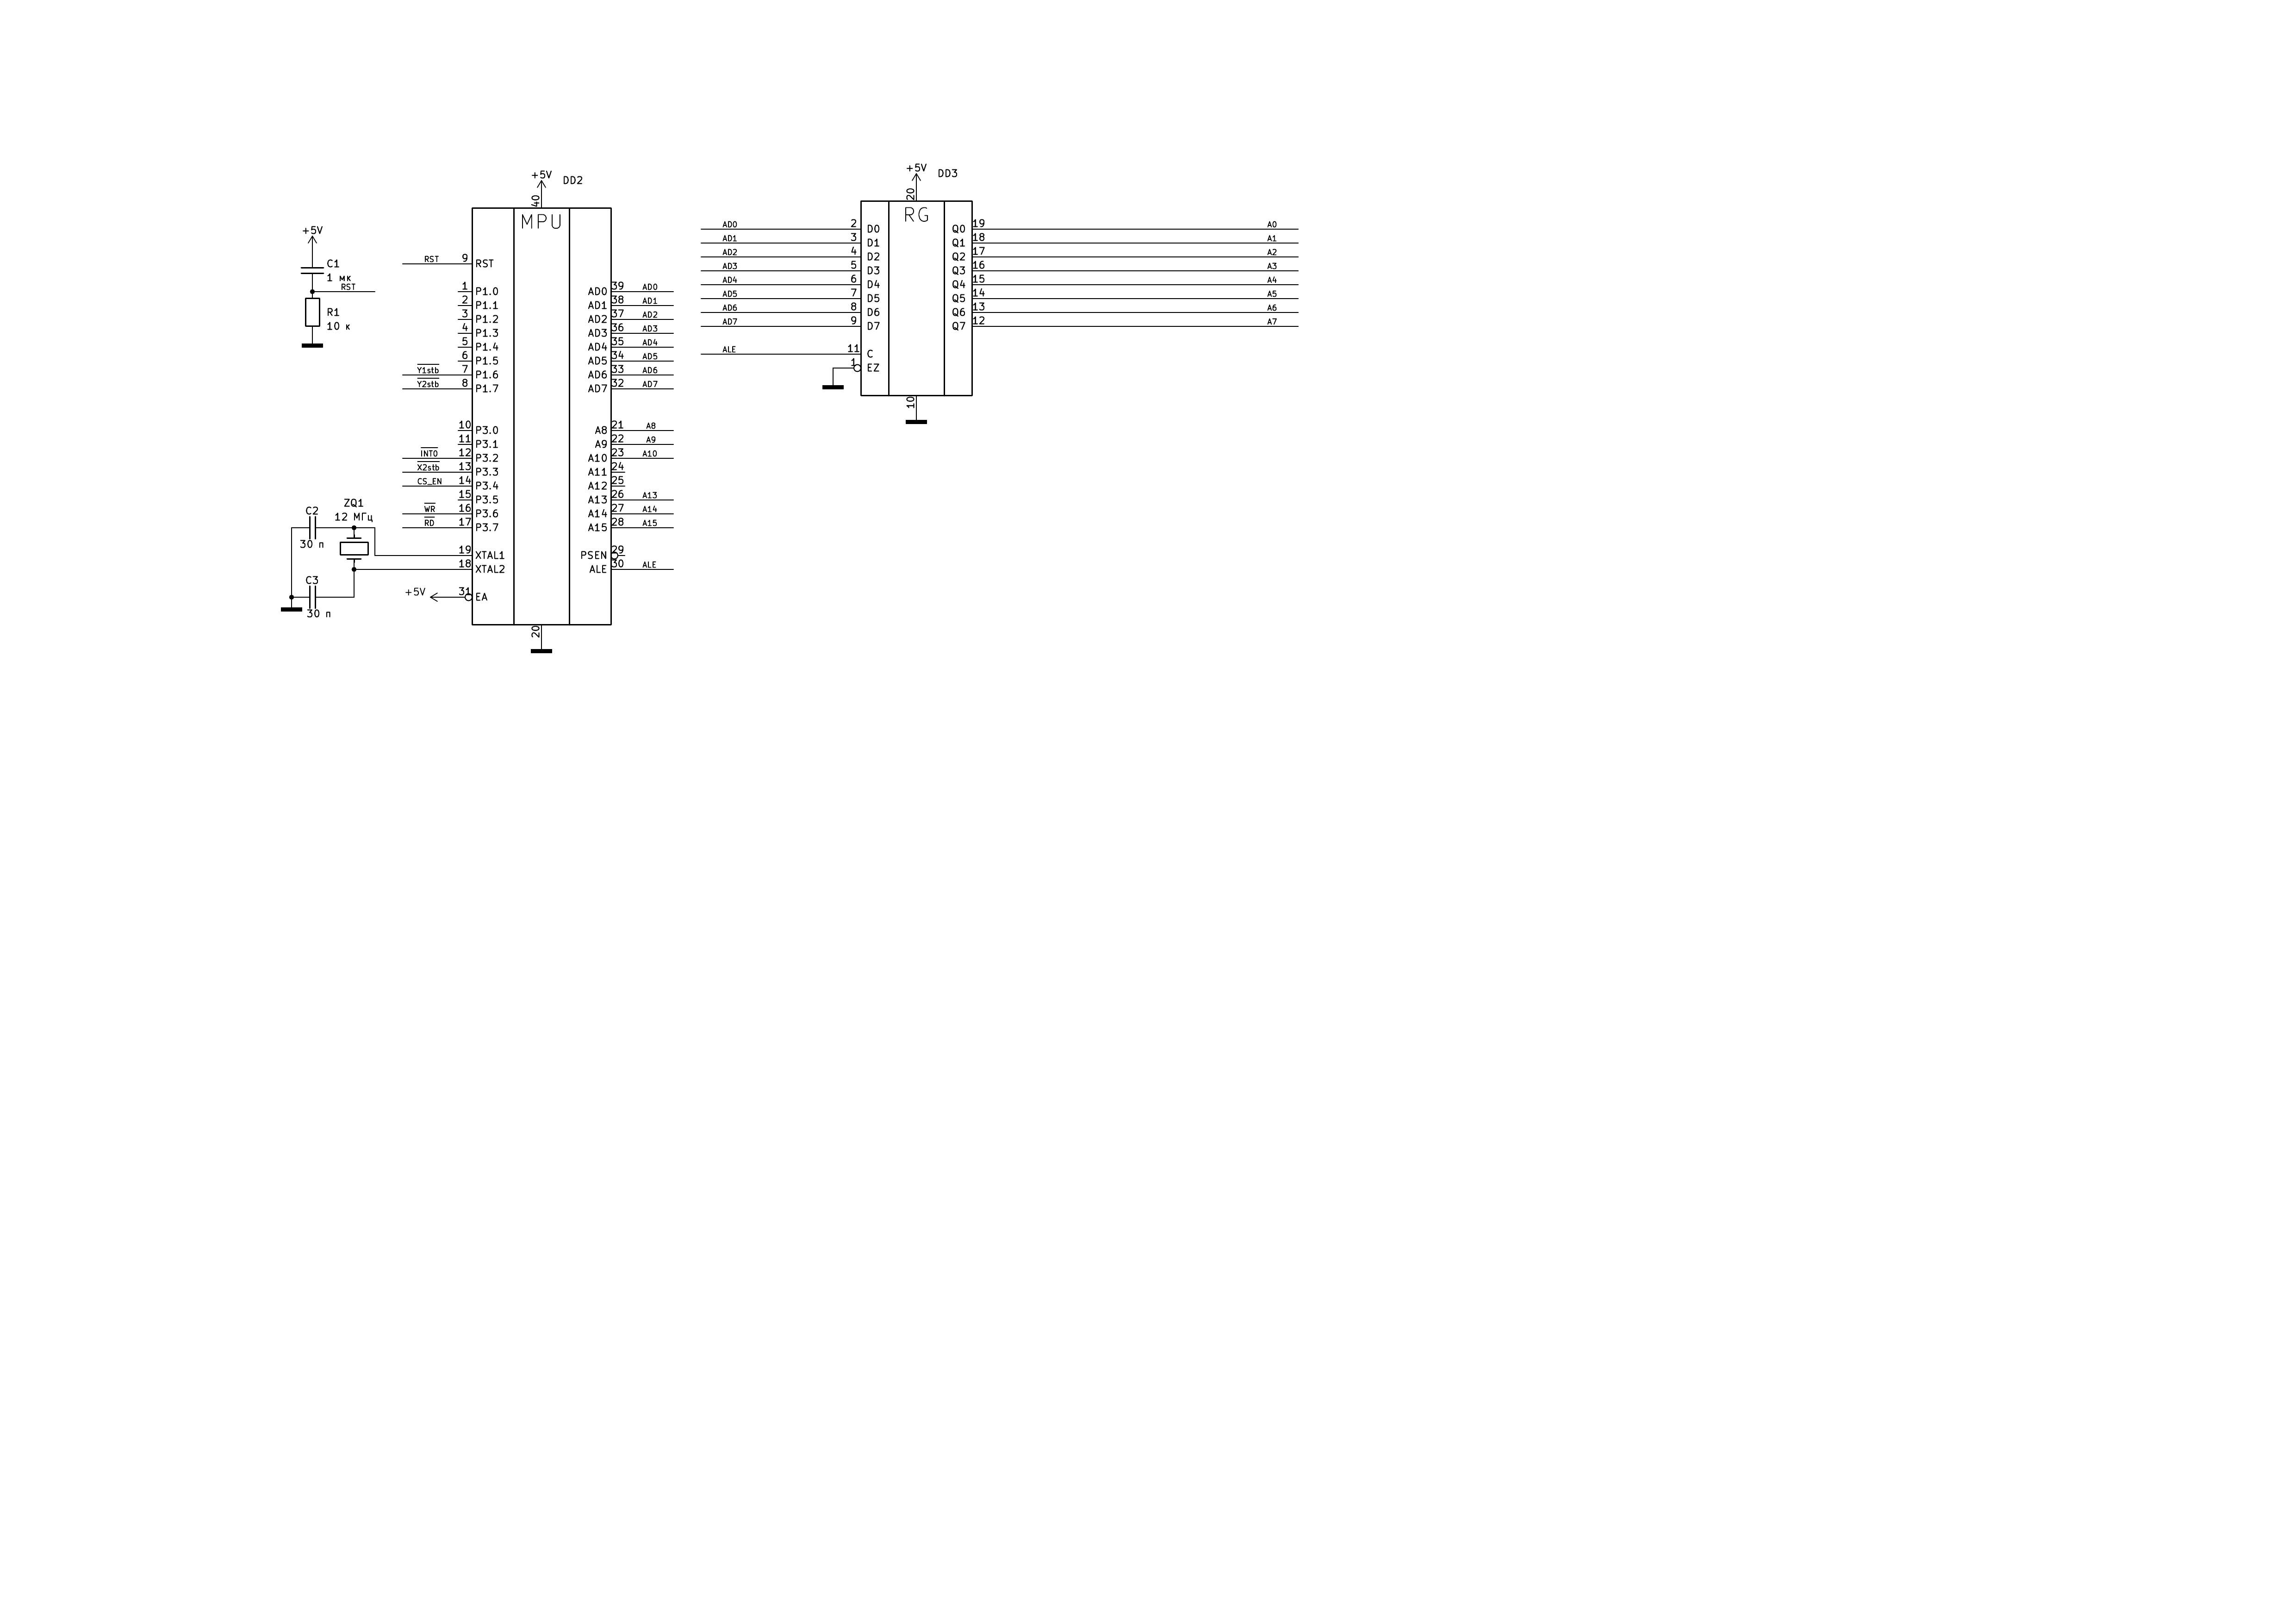 +5V
C1
1 мк
RST
R1
10 к
+5V
DD2
40
MPU
RST 9 RST
1 P1.0
2 P1.1
3 P1.2
4 P1.3
5 P1.4
6 P1.5
Y1stb 7 P1.6
Y2stb 8 P1.7
10 P3.0
11 P3.1
INT0 12 P3.2
X2stb 13 P3.3
CS_EN 14 P3.4
15 P3.5
WR 16 P3.6
RD 17 P3.7
19 XTAL1
18 XTAL2
+5V 31 EA
AD0 39 AD0
AD1 38 AD1
AD2 37 AD2
AD3 36 AD3
AD4 35 AD4
AD5 34 AD5
AD6 33 AD6
AD7 32 AD7
A8 21 A8
A9 22 A9
A10 23 A10
A11 24
A12 25
A13 26 A13
A14 27 A14
A15 28 A15
PSEN 29
ALE 30 ALE
20
C2
30 п
ZQ1
12 МГц
C3
30 п
+5V
DD3
20
RG
AD0 2 D0
AD1 3 D1
AD2 4 D2
AD3 5 D3
AD4 6 D4
AD5 7 D5
AD6 8 D6
AD7 9 D7
ALE 11 C
1 EZ
Q0 19 A0
Q1 18 A1
Q2 17 A2
Q3 16 A3
Q4 15 A4
Q5 14 A5
Q6 13 A6
Q7 12 A7
10